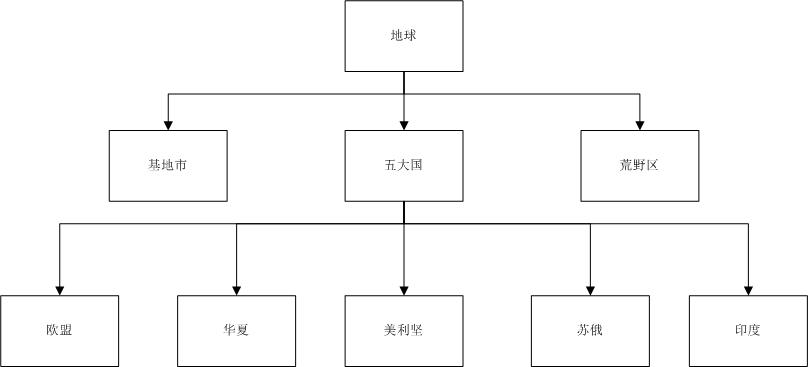 地球
基地市
五大国
荒野区
欧盟
华夏
美利坚
苏俄
印度